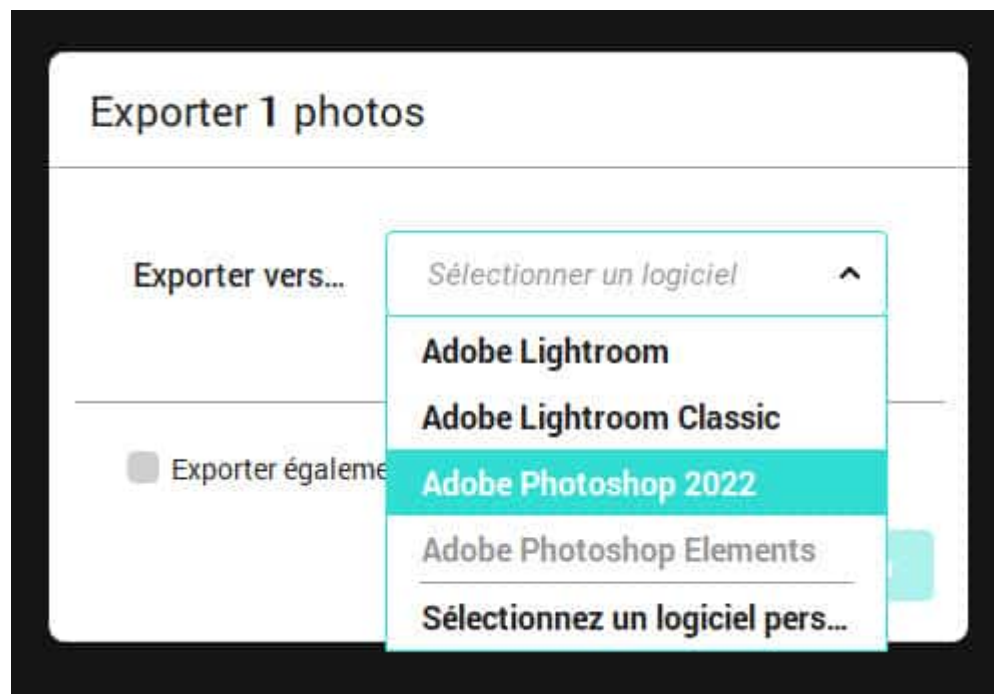 Exporter 1 photos
Exporter vers...
Sélectionner un logiciel
Adobe Lightroom
Adobe Lightroom Classic
Exporter égaleme
Adobe Photoshop 2022
Adobe Photoshop Elements
Sélectionnez un logiciel pers...